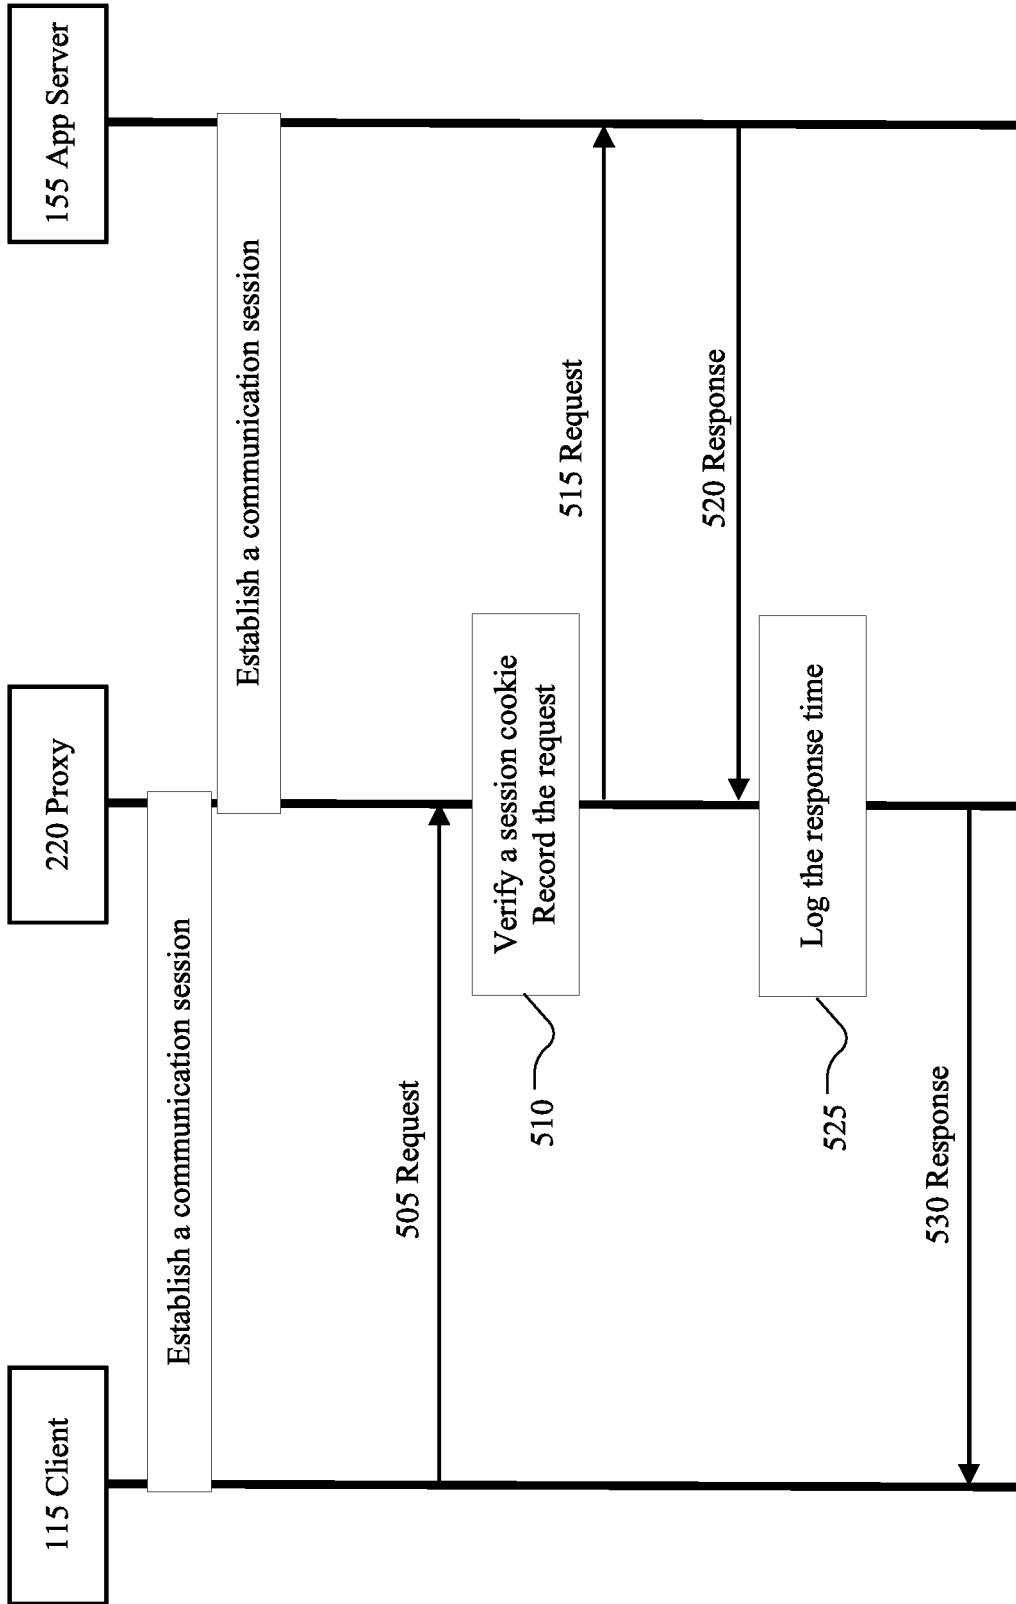 115 Client
220 Proxy
155 App Server
Establish a communication session
Establish a communication session
505 Request
Verify a session cookie
Record the request
510
515 Request
520 Response
Log the response time
525
530 Response